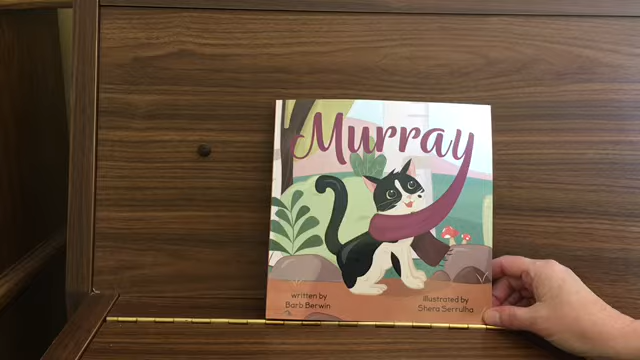 Murray
written by
Barb Berwin
illustrated by
Shera Serrulha